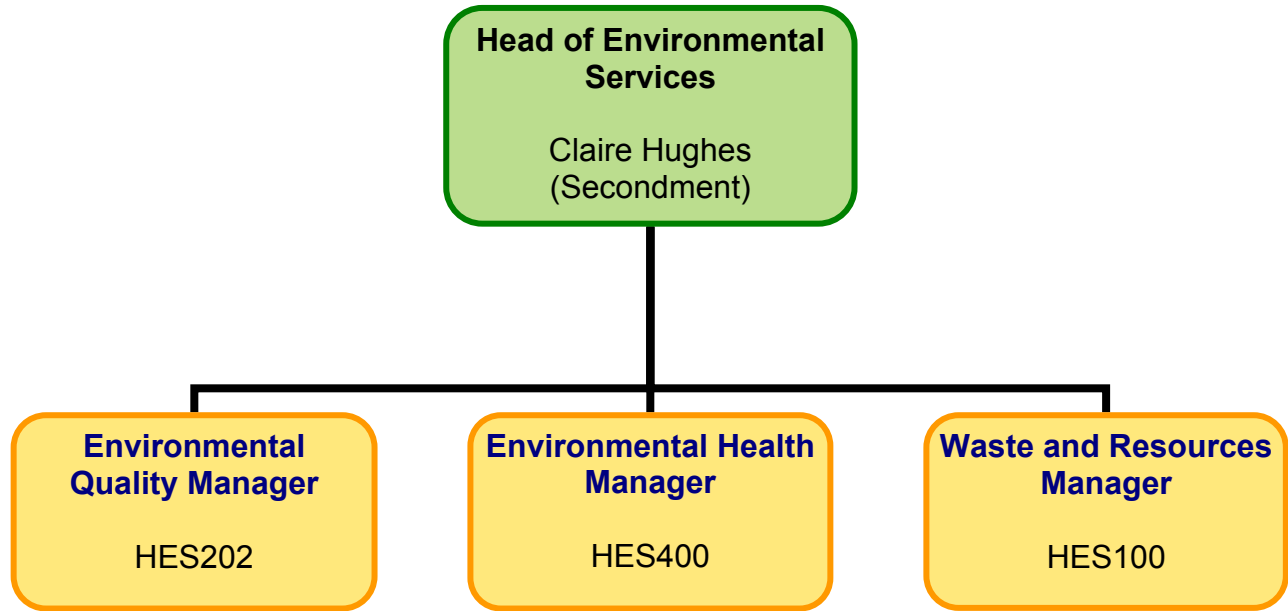 Head of Environmental
Services
Claire Hughes
(Secondment)
Environmental
Quality Manager
HES202
Environmental Health
Manager
HES400
Waste and Resources
Manager
HES100